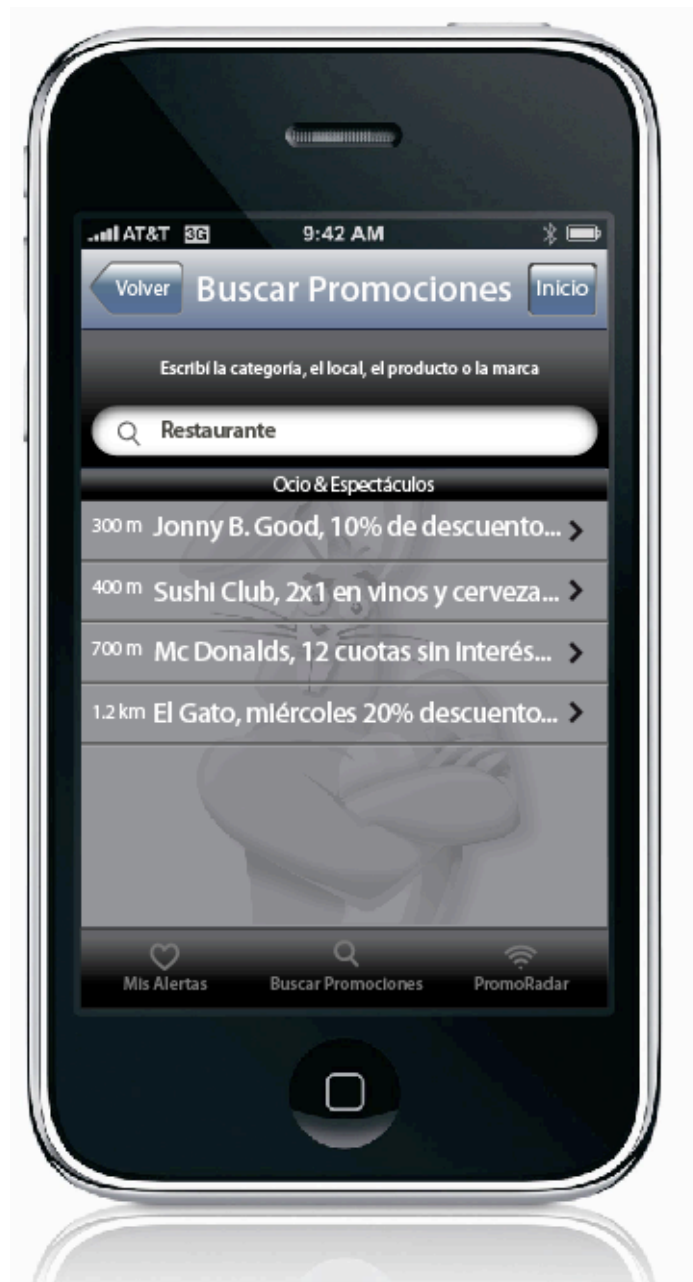 AT&T 3G 9:42 AM
Volver Buscar Promociones Inicio
Escribí la categoría, el local, el producto o la marca
Restaurante
Ocio & Espectáculos
300 m Jonny B. Good, 10% de descuento...
400 m Sushi Club, 2x1 en vinos y cerveza...
700 m Mc Donalds, 12 cuotas sin interés...
1.2 km El Gato, miércoles 20% descuento...
Mis Alertas Buscar Promociones PromoRadar